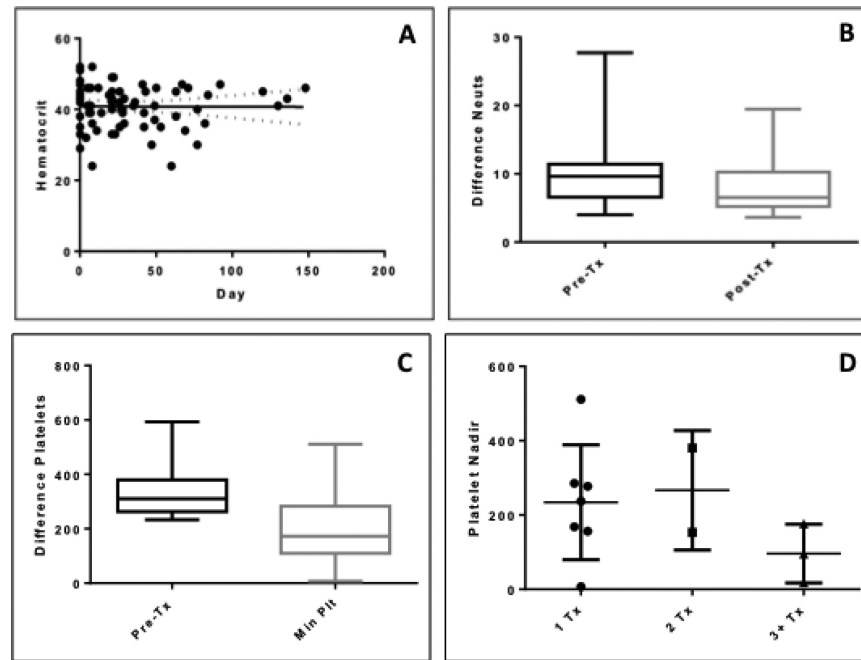 A
60
40
20
0
Hematocrit
0 50 100 150 200
Day
B
30
20
10
0
Difference Neuts
Pre-Tx Post-Tx
C
800
600
400
200
0
Difference Platelets
Pre-Tx Min Plt
D
600
400
200
0
Platelet Nadir
1 Tx 2 Tx 3+ Tx